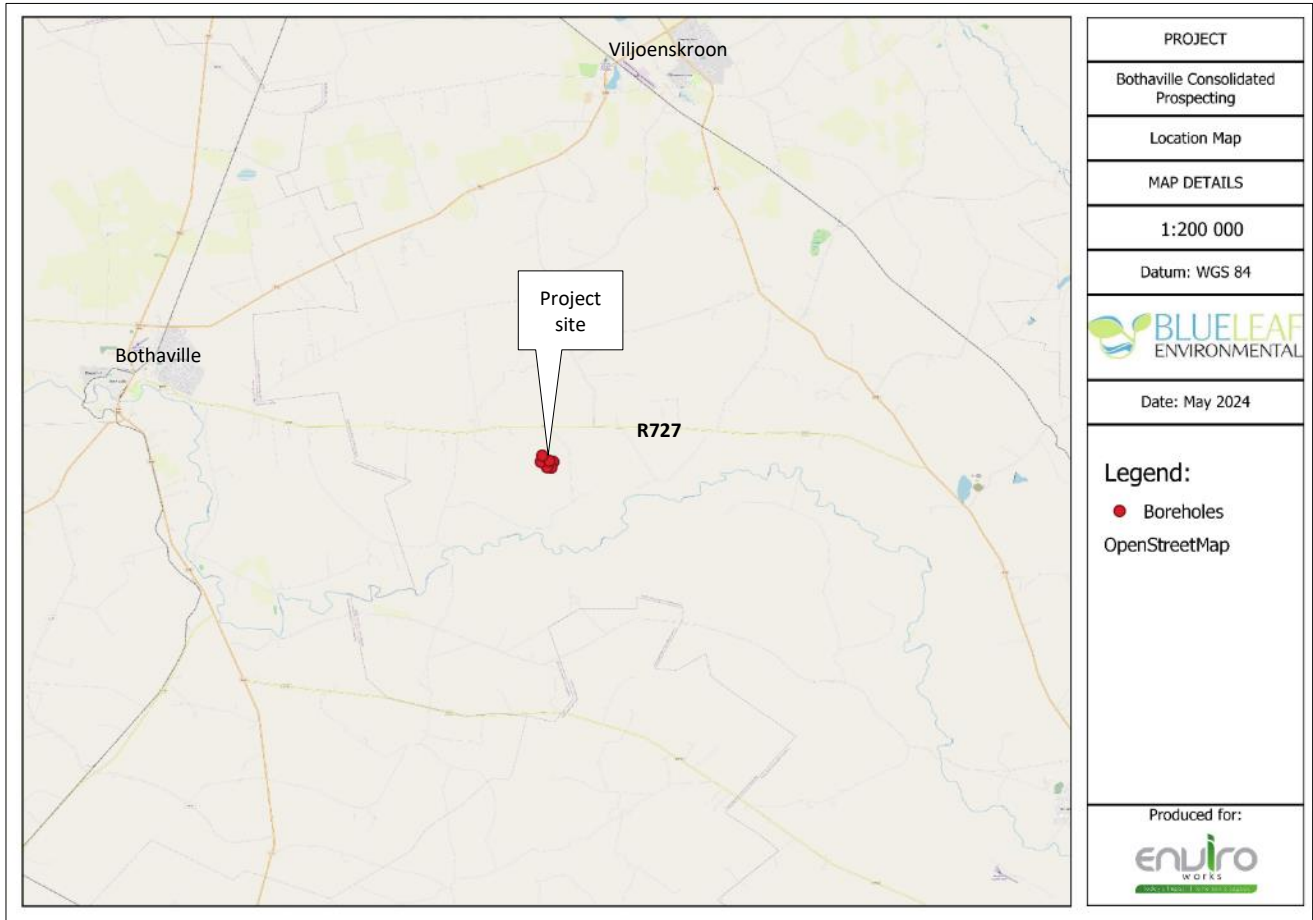 Viljoenskroon
Project
site
Bothaville
R727
PROJECT
Bothaville Consolidated
Prospecting
Location Map
MAP DETAILS
1:200 000
Datum: WGS 84
BLUELEAF
ENVIRONMENTAL
Date: May 2024
Legend:
Boreholes
OpenStreetMap
Produced for:
enviro
works